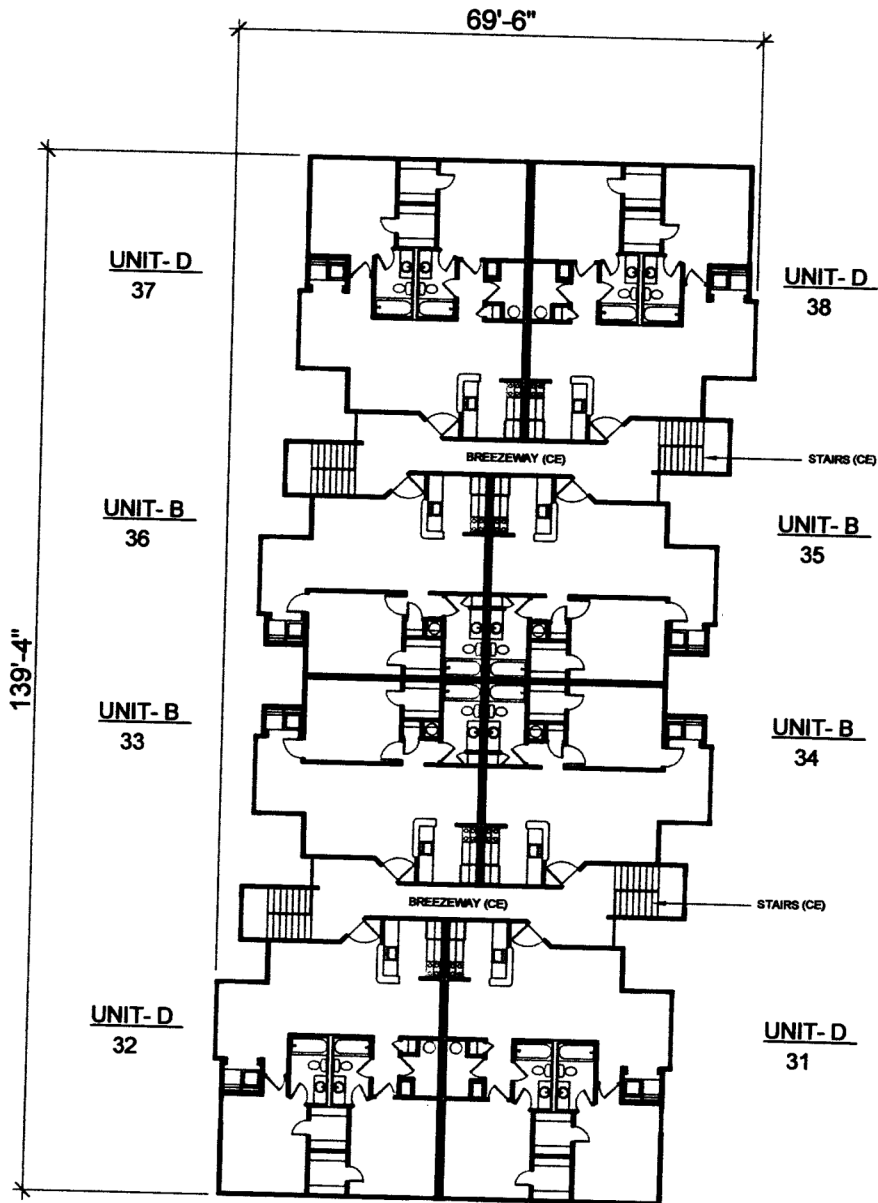 69'-6"
UNIT- D
37
UNIT- D
38
BREEZEWAY (CE)
STAIRS (CE)
UNIT- B
36
UNIT- B
35
139'-4"
UNIT- B
33
UNIT- B
34
BREEZEWAY (CE)
STAIRS (CE)
UNIT- D
32
UNIT- D
31